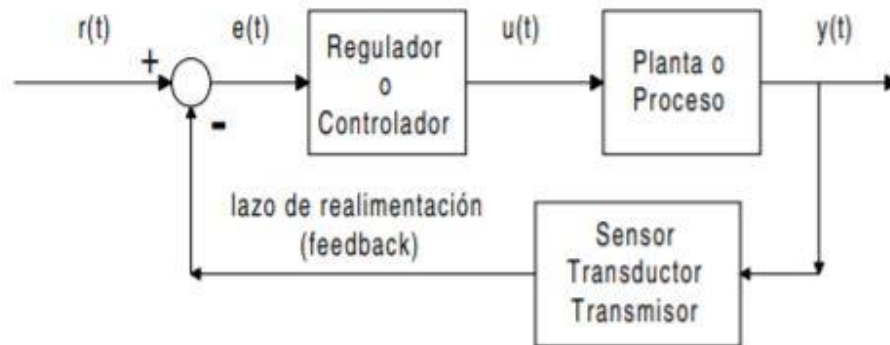 r(t)
e(t)
u(t)
y(t)
+
-
Regulador
o
Controlador
Planta o
Proceso
lazo de realimentación
(feedback)
Sensor
Transductor
Transmisor